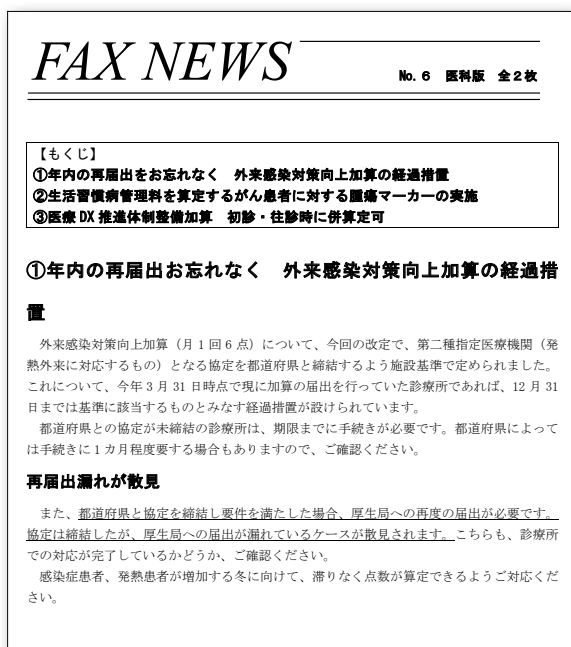 FAX NEWS
No. 6　医科版　全２枚
【もくじ】
①年内の再届出をお忘れなく　外来感染対策向上加算の経過措置
②生活習慣病管理料を算定するがん患者に対する腫瘍マーカーの実施
③医療 DX 推進体制整備加算　初診・往診時に併算定可
①年内の再届出お忘れなく　外来感染対策向上加算の経過措
置
外来感染対策向上加算（月 1 回 6 点）について、今回の改定で、第二種指定医療機関（発
熱外来に対応するもの）となる協定を都道府県と締結するよう施設基準で定められました。
これについて、今年 3 月 31 日時点で現に加算の届出を行っていた診療所であれば、12 月 31
日までは基準に該当するものとみなす経過措置が設けられています。
都道府県との協定が未締結の診療所は、期限までに手続きが必要です。都道府県によって
は手続きに 1 カ月程度要する場合もありますので、ご確認ください。
再届出漏れが散見
また、都道府県と協定を締結し要件を満たした場合、厚生局への再度の届出が必要です。
協定は締結したが、厚生局への届出が漏れているケースが散見されます。こちらも、診療所
での対応が完了しているかどうか、ご確認ください。
感染症患者、発熱患者が増加する冬に向けて、滞りなく点数が算定できるようご対応くだ
さい。